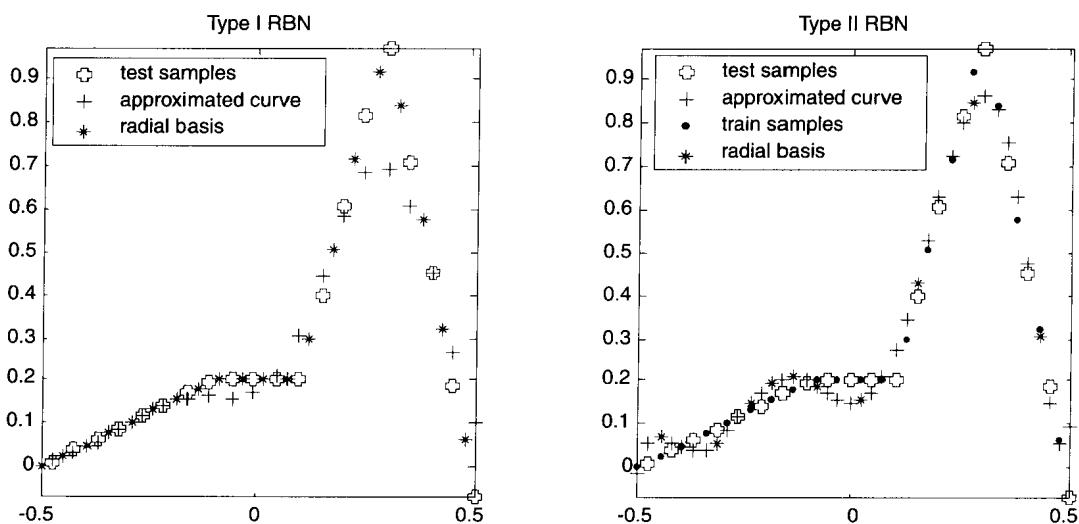 Type I RBN
0.9
0.8
0.7
0.6
0.5
0.4
0.3
0.2
0.1
0
-0.5
0
0.5
test samples
approximated curve
radial basis
Type II RBN
0.9
0.8
0.7
0.6
0.5
0.4
0.3
0.2
0.1
0
-0.5
0
0.5
test samples
approximated curve
train samples
radial basis